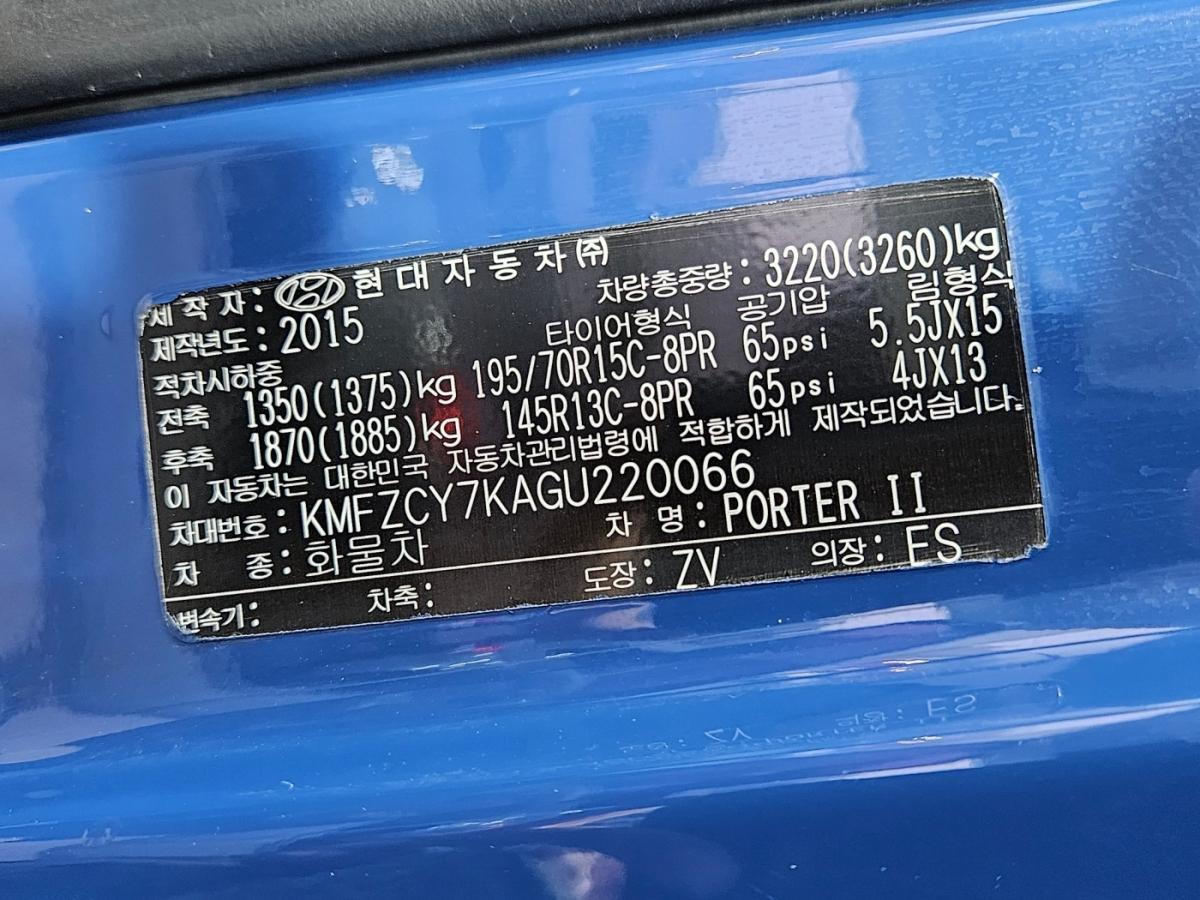 제작자: 현대자동차㈜
제작년도: 2015 차량총중량: 3220(3260)kg
적차시하중 타이어형식 공기압 림형식
전축 1350(1375)kg 195/70R15C-8PR 65psi 5.5JX15
후축 1870(1885)kg 145R13C-8PR 65psi 4JX13
이 자동차는 대한민국 자동차관리법령에 적합하게 제작되었습니다.
차대번호: KMFZCY7KAGU220066
차 종: 화물차 차 명: PORTER II
변속기: 차축: 도장: ZV 의장: ES